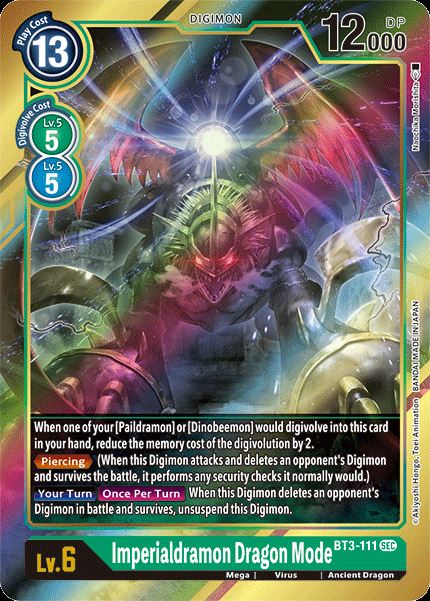 Play Cost
13
DIGIMON
12000
DP
Digivolve Cost
Lv.5
5
Lv.5
5
Naochika Morishita
©Akiyoshi Hongo, Toei Animation BANDAI MADE IN JAPAN
When one of your [Paildramon] or [Dinobeemon] would digivolve into this card
in your hand, reduce the memory cost of the digivolution by 2.
Piercing (When this Digimon attacks and deletes an opponent's Digimon
and survives the battle, it performs any security checks it normally would.)
Your Turn Once Per Turn When this Digimon deletes an opponent's
Digimon in battle and survives, unsuspend this Digimon.
Lv.6
Imperialdramon Dragon Mode
BT3-111 SEC
Mega | Virus | Ancient Dragon